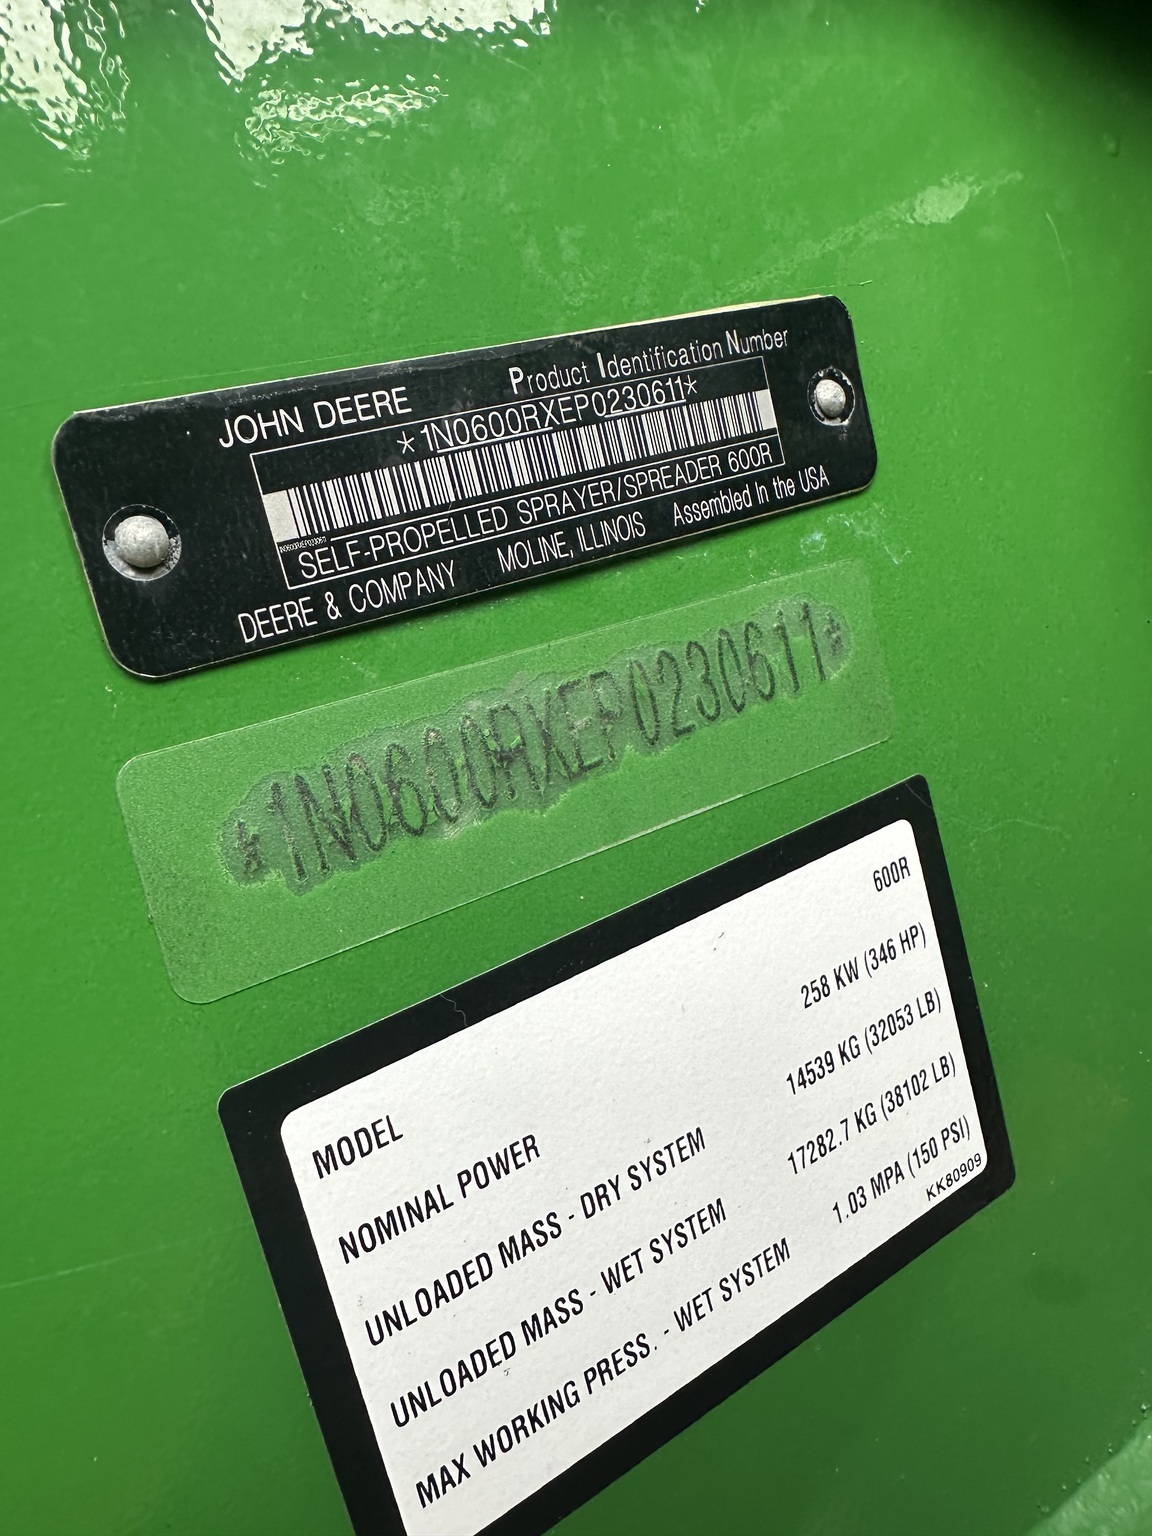 JOHN DEERE Product Identification Number
*1N0600RXEP0230611*
1N0600RXEP0230611
SELF-PROPELLED SPRAYER/SPREADER 600R
DEERE & COMPANY MOLINE, ILLINOIS Assembled In the USA
*1N0600RXEP0230611*
MODEL 600R
NOMINAL POWER 258 KW (346 HP)
UNLOADED MASS - DRY SYSTEM 14539 KG (32053 LB)
UNLOADED MASS - WET SYSTEM 17282.7 KG (38102 LB)
MAX WORKING PRESS. - WET SYSTEM 1.03 MPA (150 PSI)
KK80909